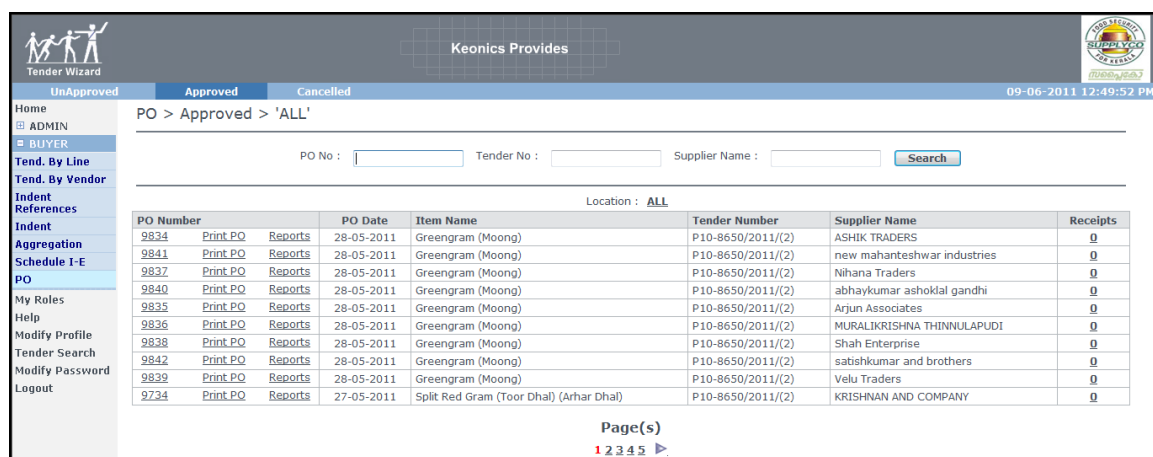 Tender Wizard
Keonics Provides
FOOD SECURITY
SUPPLYCO
FOR KERALA
സപ്ലൈകോ
UnApproved Approved Cancelled 09-06-2011 12:49:52 PM
Home
ADMIN
BUYER
Tend. By Line
Tend. By Vendor
Indent
References
Indent
Aggregation
Schedule I-E
PO
My Roles
Help
Modify Profile
Tender Search
Modify Password
Logout
PO > Approved > 'ALL'
PO No : Tender No : Supplier Name : Search
Location : ALL
PO Number PO Date Item Name Tender Number Supplier Name Receipts
9834 Print PO Reports 28-05-2011 Greengram (Moong) P10-8650/2011/(2) ASHIK TRADERS 0
9841 Print PO Reports 28-05-2011 Greengram (Moong) P10-8650/2011/(2) new mahanteshwar industries 0
9837 Print PO Reports 28-05-2011 Greengram (Moong) P10-8650/2011/(2) Nihana Traders 0
9840 Print PO Reports 28-05-2011 Greengram (Moong) P10-8650/2011/(2) abhaykumar ashoklal gandhi 0
9835 Print PO Reports 28-05-2011 Greengram (Moong) P10-8650/2011/(2) Arjun Associates 0
9836 Print PO Reports 28-05-2011 Greengram (Moong) P10-8650/2011/(2) MURALIKRISHNA THINNULAPUDI 0
9838 Print PO Reports 28-05-2011 Greengram (Moong) P10-8650/2011/(2) Shah Enterprise 0
9842 Print PO Reports 28-05-2011 Greengram (Moong) P10-8650/2011/(2) satishkumar and brothers 0
9839 Print PO Reports 28-05-2011 Greengram (Moong) P10-8650/2011/(2) Velu Traders 0
9734 Print PO Reports 27-05-2011 Split Red Gram (Toor Dhal) (Arhar Dhal) P10-8650/2011/(2) KRISHNAN AND COMPANY 0
Page(s)
1 2 3 4 5